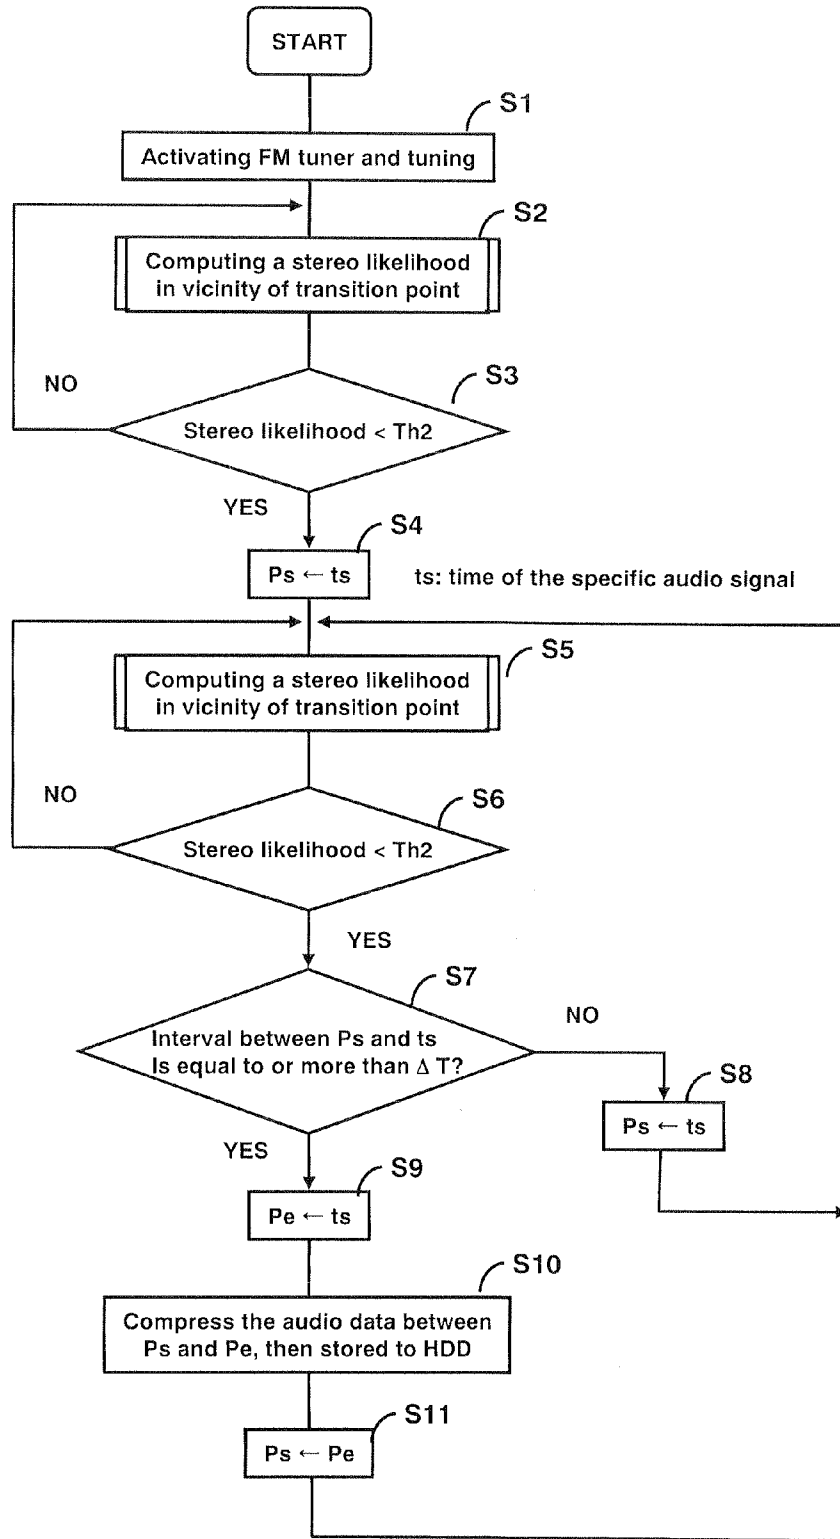 START
S1
Activating FM tuner and tuning
S2
Computing a stereo likelihood
in vicinity of transition point
NO
S3
Stereo likelihood < Th2
YES
S4
Ps ← ts
ts: time of the specific audio signal
S5
Computing a stereo likelihood
in vicinity of transition point
NO
S6
Stereo likelihood < Th2
YES
S7
Interval between Ps and ts
Is equal to or more than Δ T?
NO
S8
Ps ← ts
YES
S9
Pe ← ts
S10
Compress the audio data between
Ps and Pe, then stored to HDD
S11
Ps ← Pe